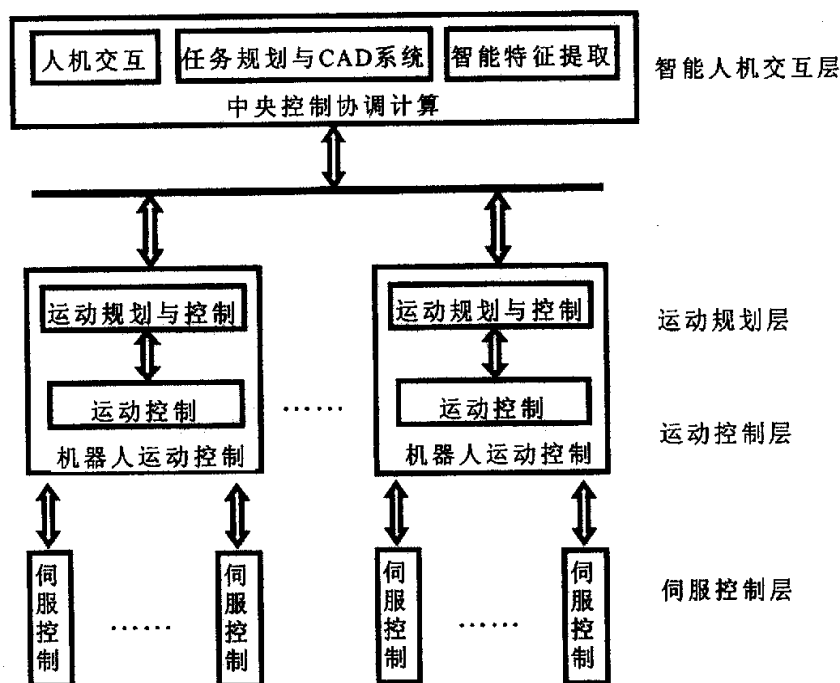 人机交互
任务规划与CAD系统
智能特征提取
智能人机交互层
中央控制协调计算
运动规划与控制
运动规划与控制
运动规划层
运动控制
……
运动控制
运动控制层
机器人运动控制
机器人运动控制
伺服控制
……
伺服控制
伺服控制
……
伺服控制
伺服控制层